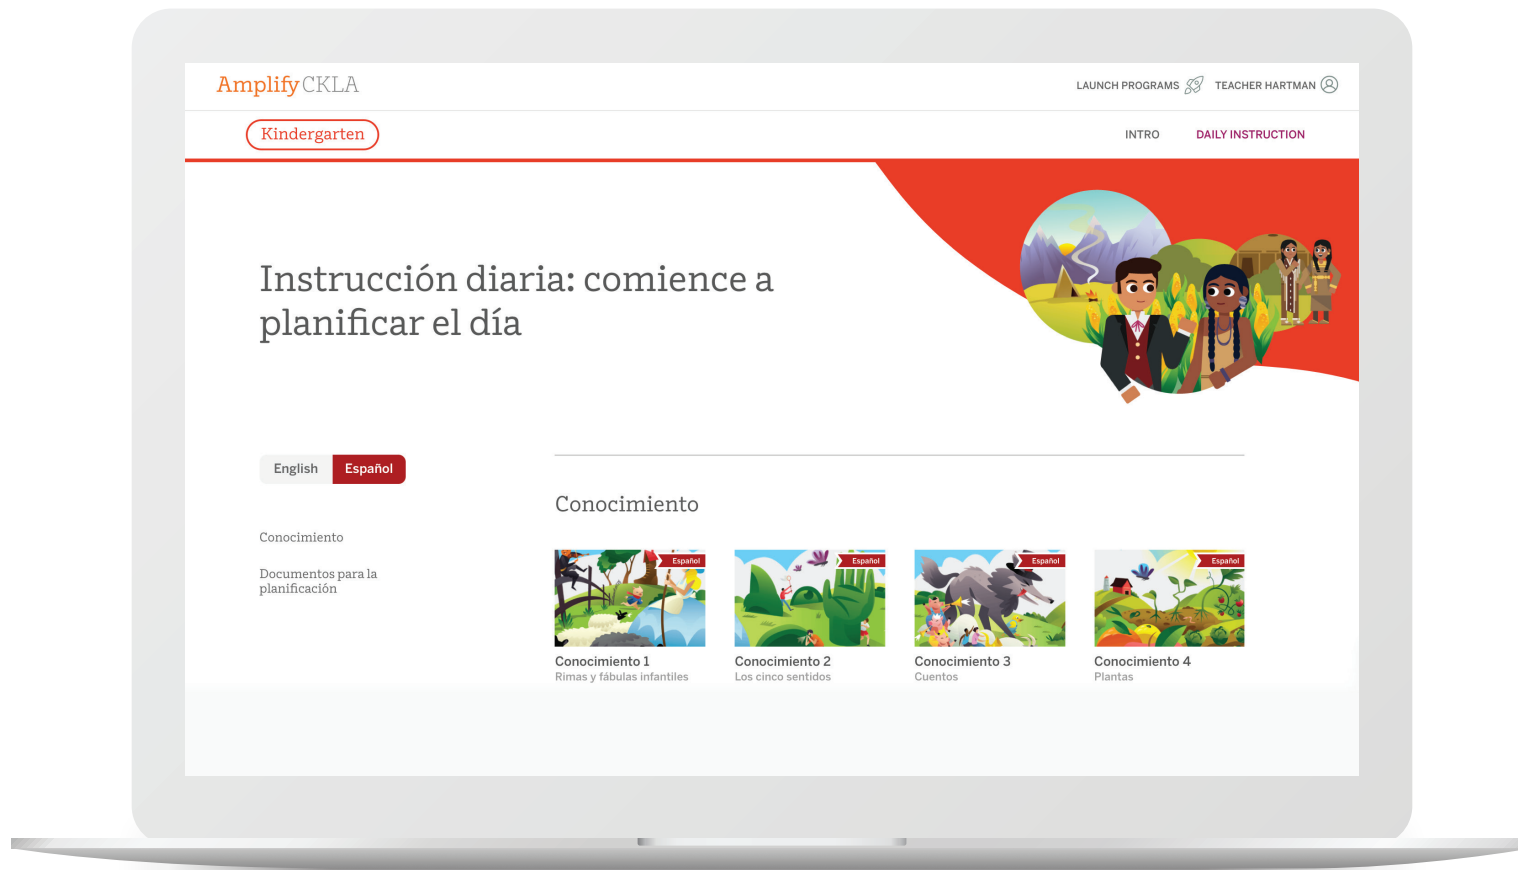 Amplify CKLA
LAUNCH PROGRAMS
TEACHER HARTMAN
Kindergarten
INTRO
DAILY INSTRUCTION
Instrucción diaria: comience a
planificar el día
English
Español
Conocimiento
Documentos para la
planificación
Conocimiento
Español
Español
Español
Español
Conocimiento 1
Rimas y fábulas infantiles
Conocimiento 2
Los cinco sentidos
Conocimiento 3
Cuentos
Conocimiento 4
Plantas